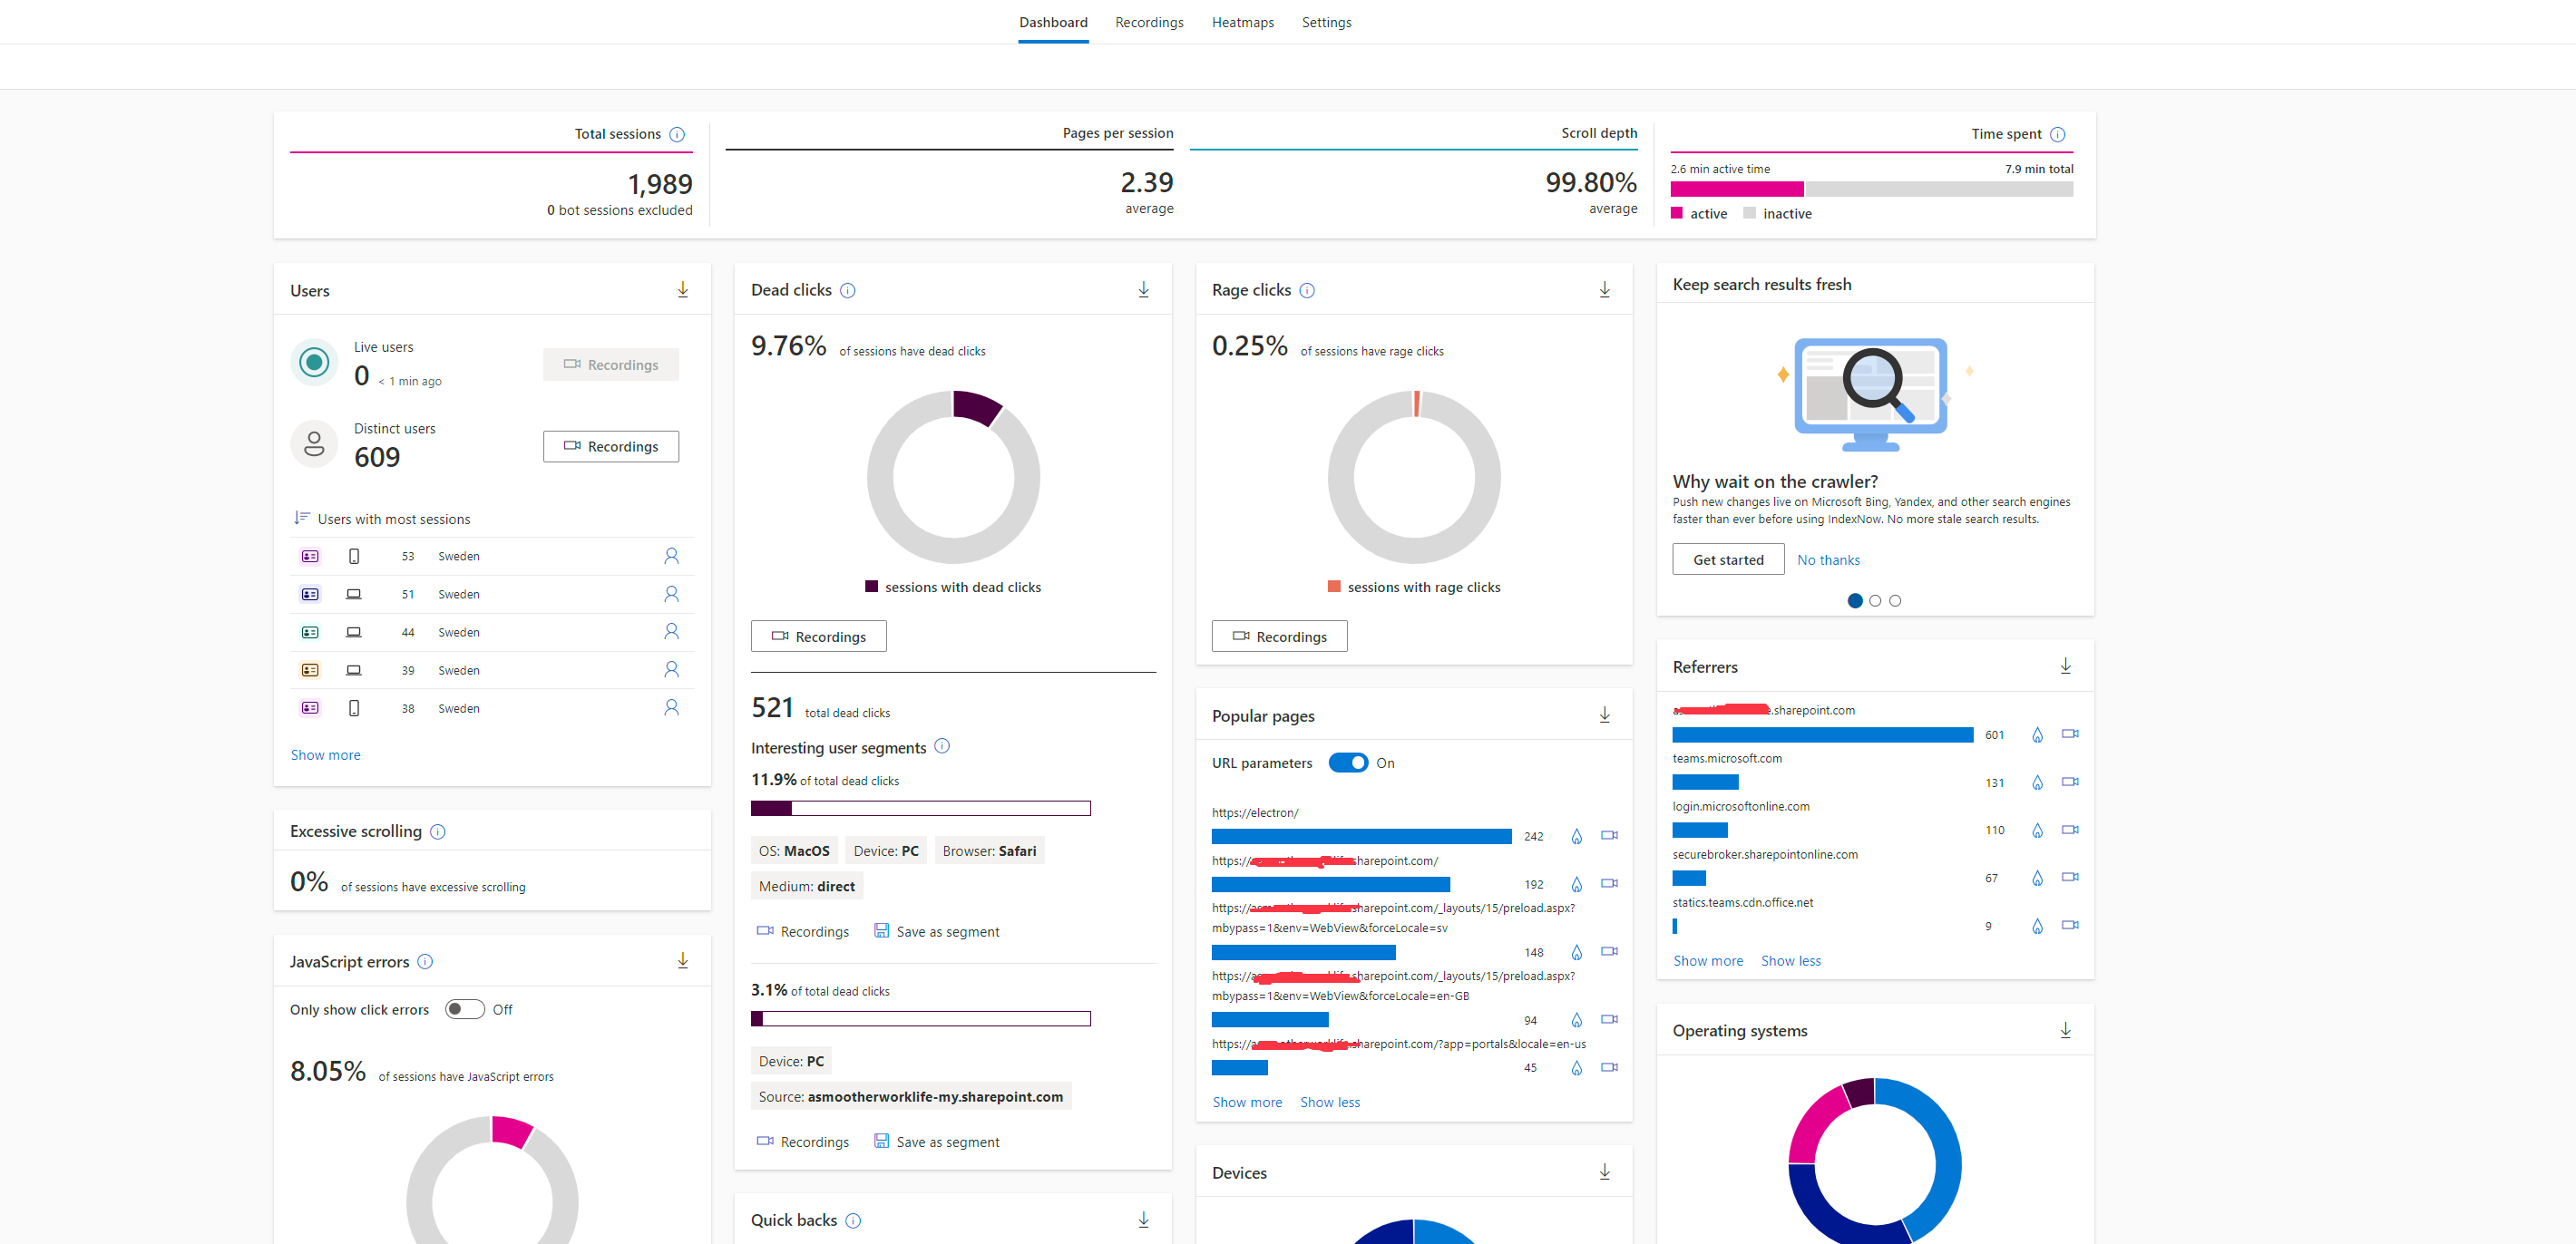 Dashboard Recordings Heatmaps Settings
Total sessions
1,989
0 bot sessions excluded
Pages per session
2.39
average
Scroll depth
99.80%
average
Time spent
2.6 min active time 7.9 min total
active inactive
Users
Live users
0 < 1 min ago
Recordings
Distinct users
609
Recordings
Users with most sessions
53 Sweden
51 Sweden
44 Sweden
39 Sweden
38 Sweden
Show more
Excessive scrolling
0% of sessions have excessive scrolling
JavaScript errors
Only show click errors Off
8.05% of sessions have JavaScript errors
Dead clicks
9.76% of sessions have dead clicks
sessions with dead clicks
Recordings
521 total dead clicks
Interesting user segments
11.9% of total dead clicks
OS: MacOS Device: PC Browser: Safari
Medium: direct
Recordings Save as segment
3.1% of total dead clicks
Device: PC
Source: asmootherworklife-my.sharepoint.com
Recordings Save as segment
Quick backs
Rage clicks
0.25% of sessions have rage clicks
sessions with rage clicks
Recordings
Popular pages
URL parameters On
https://electron/
242
https:// sharepoint.com/
192
https:// sharepoint.com/_layouts/15/preload.aspx?
mbypass=1&env=WebView&forceLocale=sv
148
https:// sharepoint.com/_layouts/15/preload.aspx?
mbypass=1&env=WebView&forceLocale=en-GB
94
https:// sharepoint.com/?app=portals&locale=en-us
45
Show more Show less
Devices
Keep search results fresh
Why wait on the crawler?
Push new changes live on Microsoft Bing, Yandex, and other search engines
faster than ever before using IndexNow. No more stale search results.
Get started No thanks
Referrers
.sharepoint.com
601
teams.microsoft.com
131
login.microsoftonline.com
110
securebroker.sharepointonline.com
67
statics.teams.cdn.office.net
9
Show more Show less
Operating systems